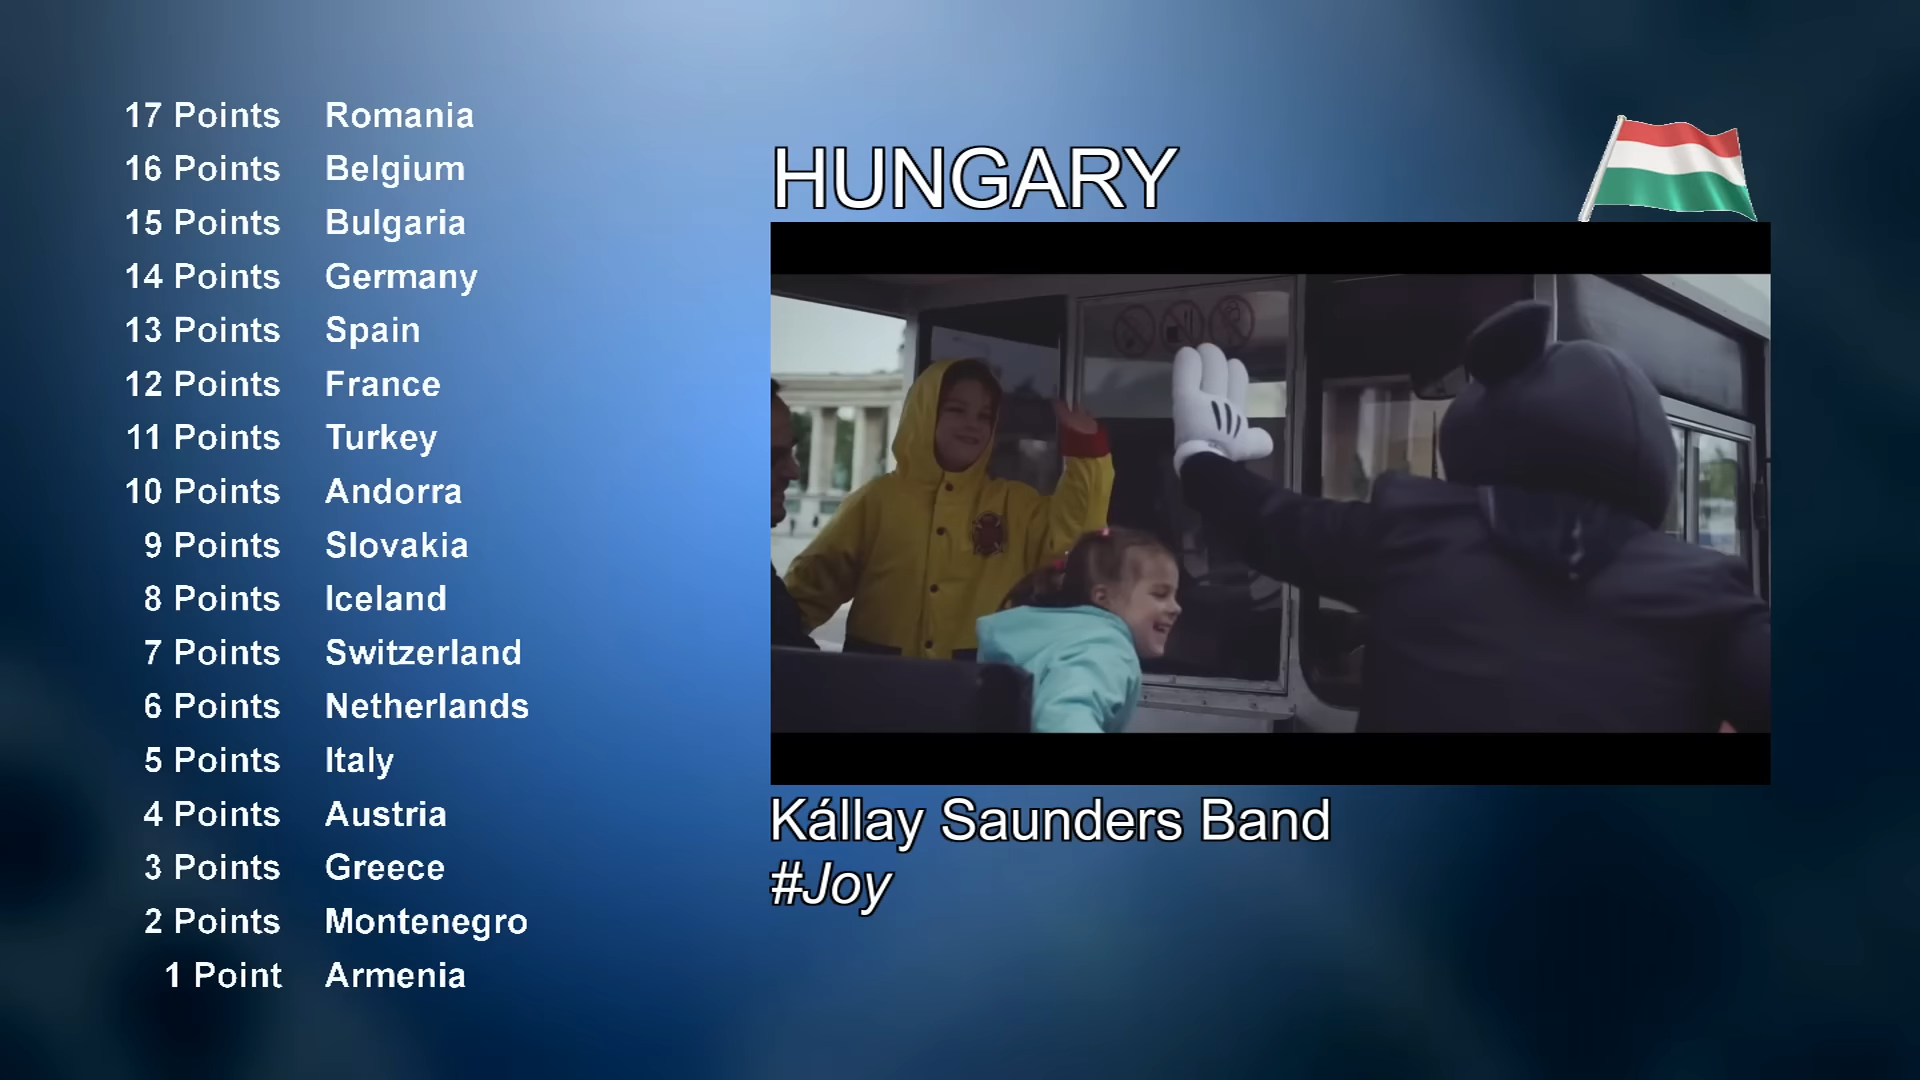 17 Points Romania
16 Points Belgium
15 Points Bulgaria
14 Points Germany
13 Points Spain
12 Points France
11 Points Turkey
10 Points Andorra
9 Points Slovakia
8 Points Iceland
7 Points Switzerland
6 Points Netherlands
5 Points Italy
4 Points Austria
3 Points Greece
2 Points Montenegro
1 Point Armenia
HUNGARY
Kállay Saunders Band
#Joy